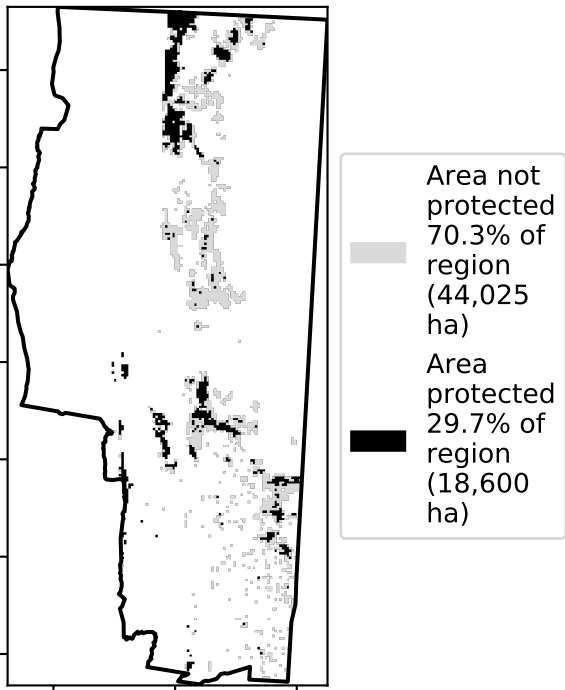 Area not
protected
70.3% of
region
(44,025
ha)
Area
protected
29.7% of
region
(18,600
ha)